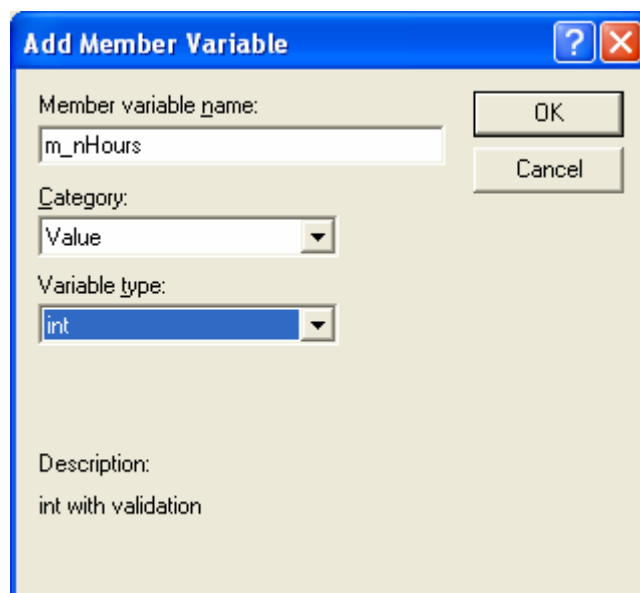 Add Member Variable
Member variable name:
OK
m_nHours
Cancel
Category:
Value
Variable type:
int
Description:
int with validation